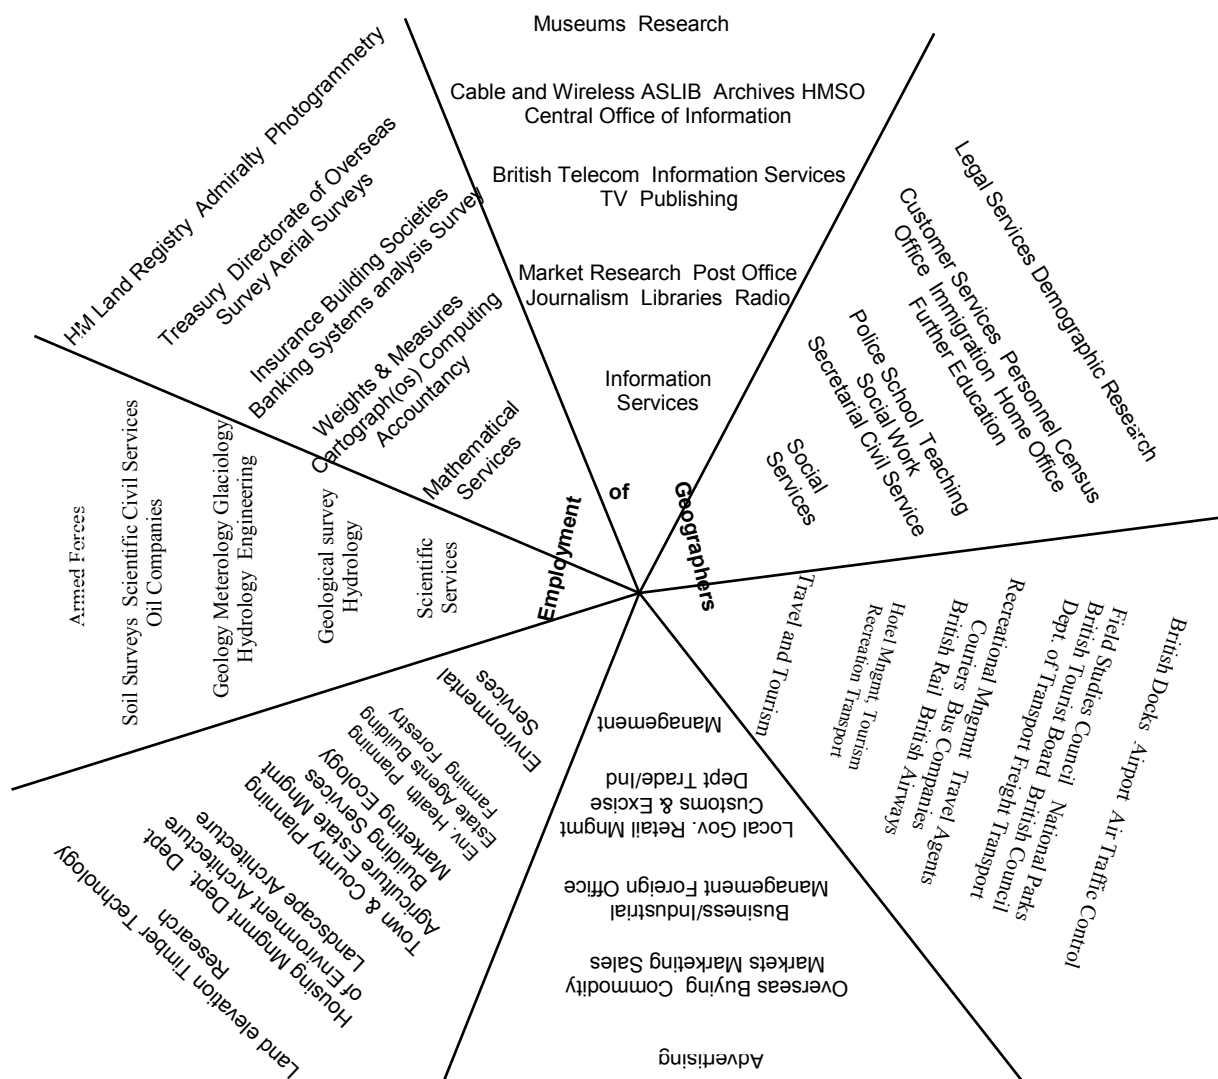 Museums Research
Cable and Wireless ASLIB Archives HMSO
Central Office of Information
British Telecom Information Services
TV Publishing
Market Research Post Office
Journalism Libraries Radio
Information
Services
Legal Services Demographic Research
Customer Services Personnel Census
Office Immigration Home Office
Further Education
Police School Teaching
Social Work
Secretarial Civil Service
Social
Services
British Docks Airport Air Traffic Control
Field Studies Council National Parks
British Tourist Board British Council
Dept. of Transport Freight Transport
Recreational Mngmnt Travel Agents
Couriers Bus Companies
British Rail British Airways
Hotel Mngmt, Tourism
Recreation Transport
Travel and Tourism
Management
Dept Trade/Ind
Customs & Excise
Local Gov. Retail Mngmt
Business/Industrial
Management Foreign Office
Overseas Buying Commodity
Markets Marketing Sales
Advertising
Environmental
Services
Env. Health Planning
Estate Agents Building
Farming Forestry
Town & Country Planning
Agriculture Estate Mngmt
Building Services
Marketing Ecology
Housing Mngmnt Dept. Dept
of Environment Architecture
Landscape Architecture
Land elevation Timber Technology
Research
Scientific
Services
Geological survey
Hydrology
Geology Meterology Glaciology
Hydrology Engineering
Soil Surveys Scientific Civil Services
Oil Companies
Armed Forces
HM Land Registry Admiralty Photogrammetry
Treasury Directorate of Overseas
Survey Aerial Surveys
Insurance Building Societies
Banking Systems analysis Survey
Weights & Measures
Cartograph(os) Computing
Accountancy
Mathematical
Services
Employment of Geographers